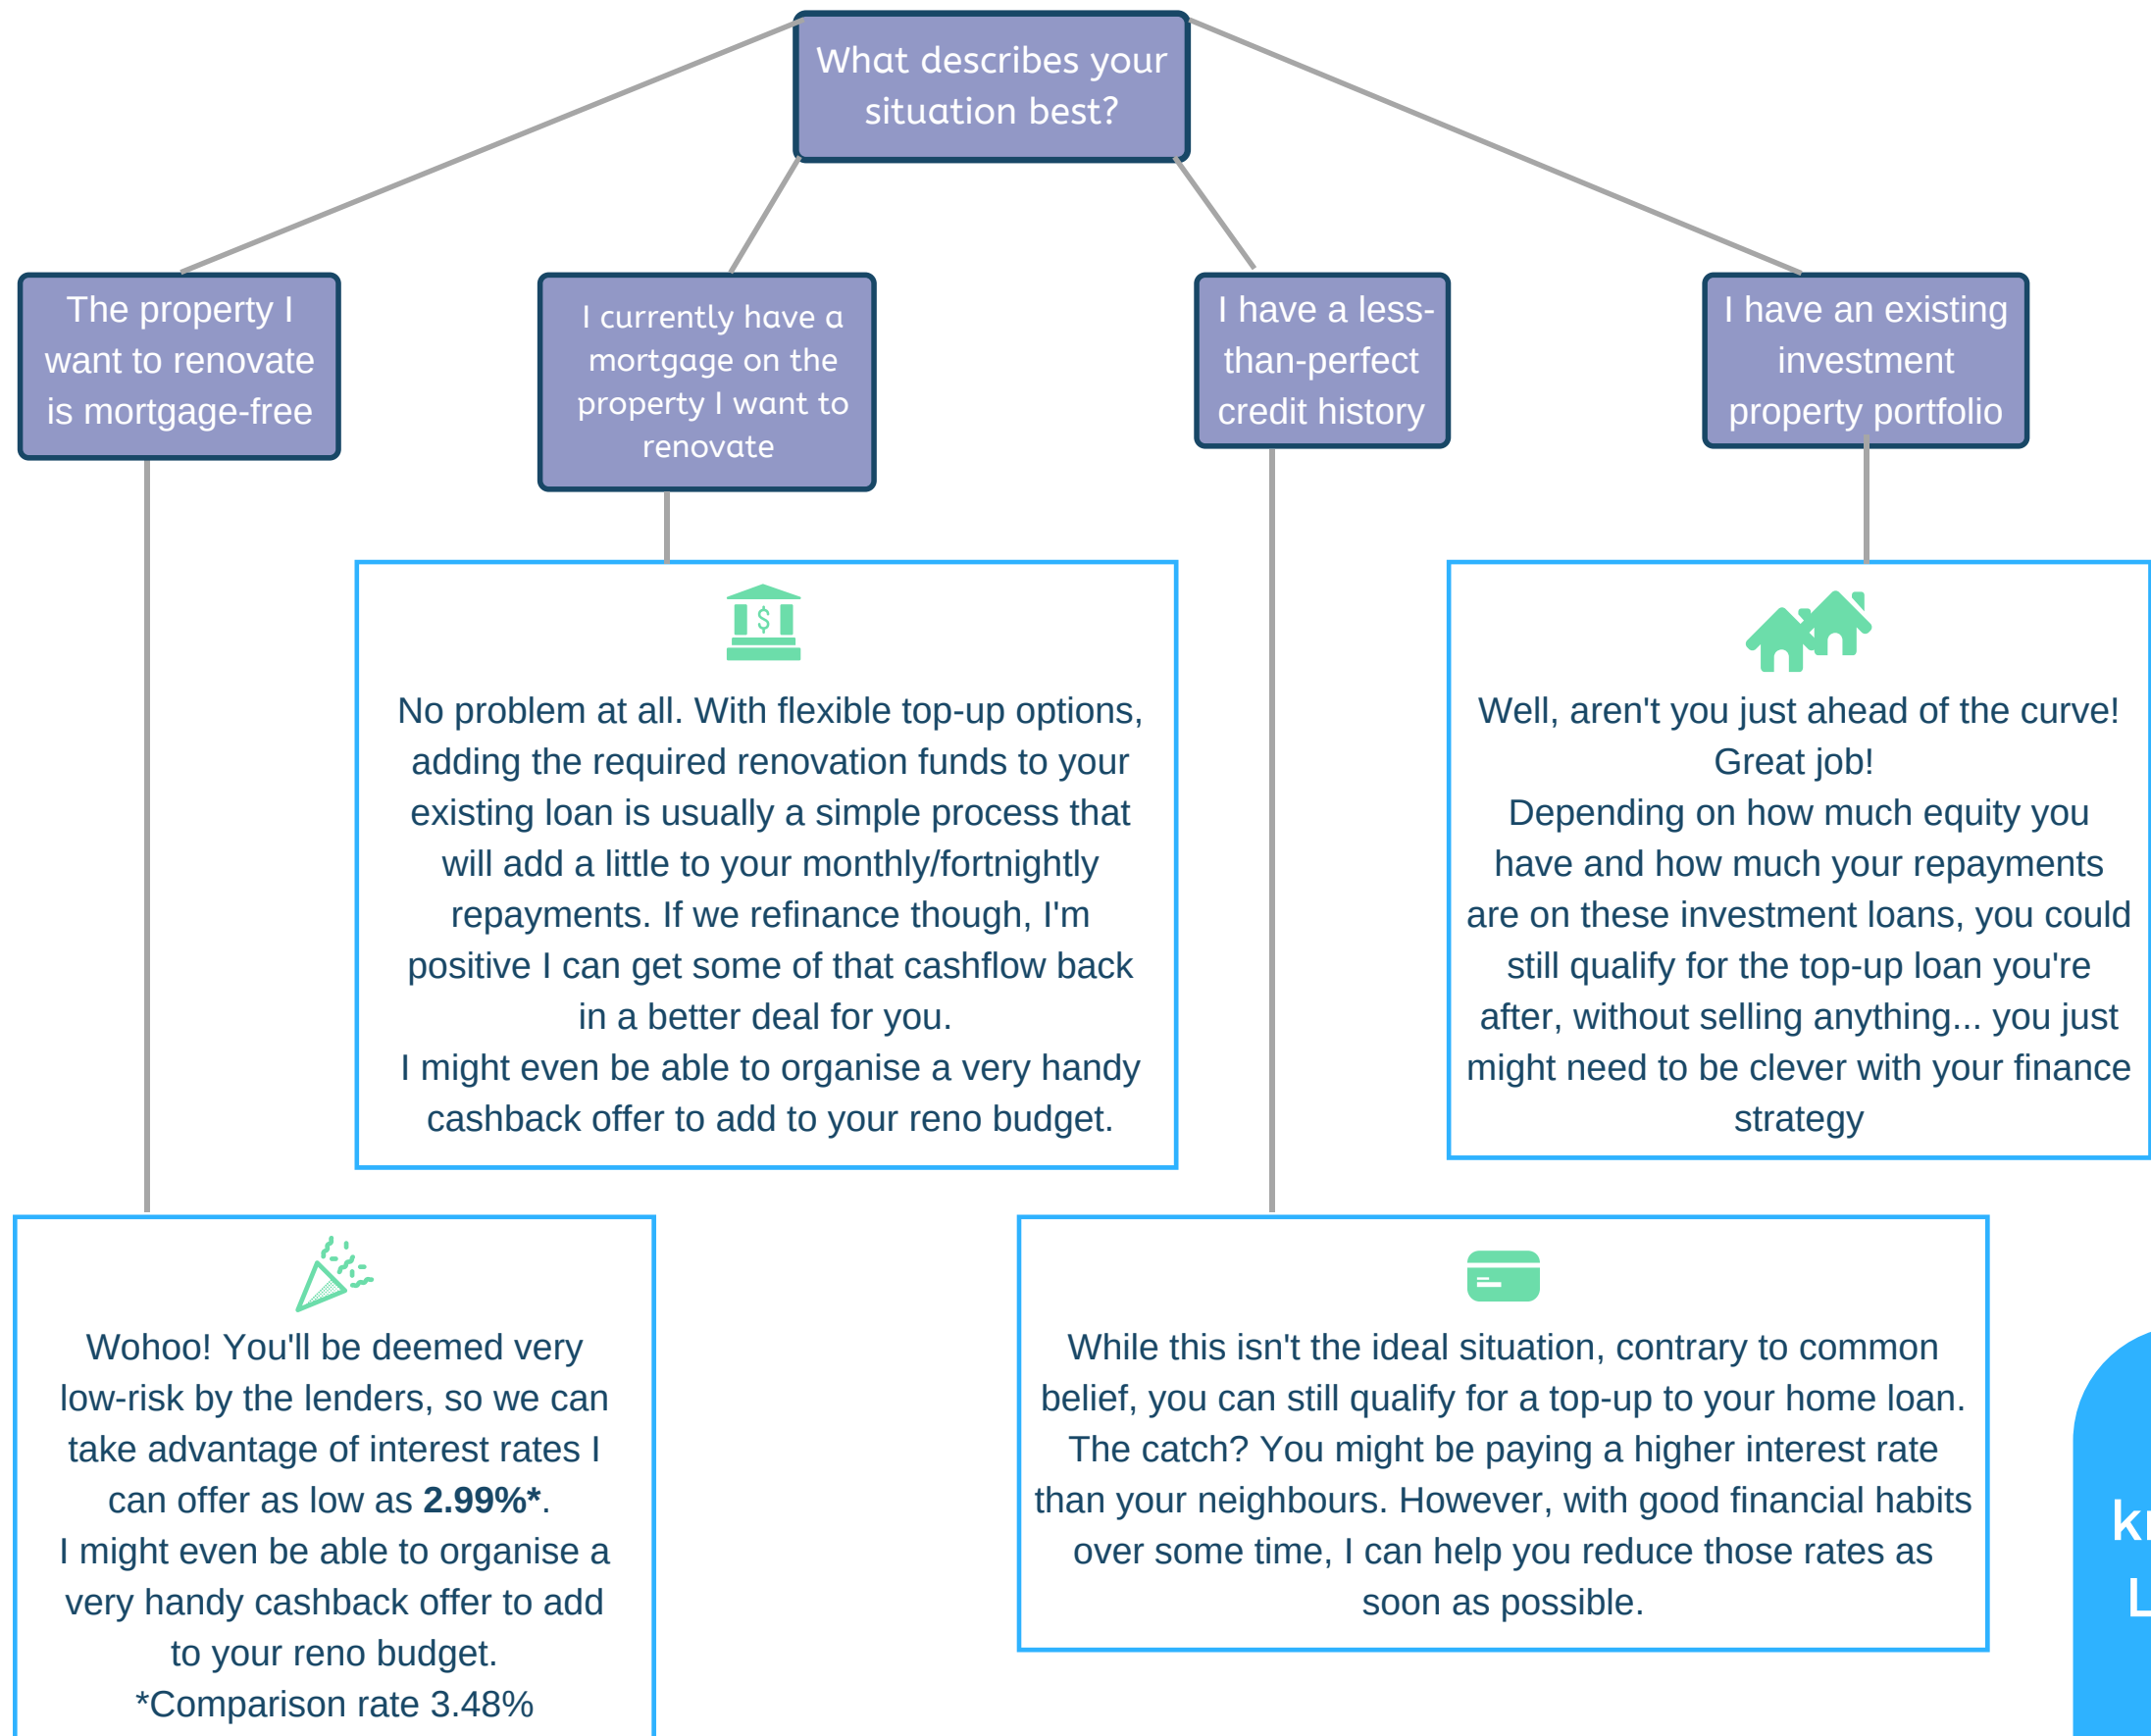 What describes your
situation best?
The property I
want to renovate
is mortgage-free
I currently have a
mortgage on the
property I want to
renovate
I have a less-
than-perfect
credit history
I have an existing
investment
property portfolio
$
No problem at all. With flexible top-up options,
adding the required renovation funds to your
existing loan is usually a simple process that
will add a little to your monthly/fortnightly
repayments. If we refinance though, I'm
positive I can get some of that cashflow back
in a better deal for you.
I might even be able to organise a very handy
cashback offer to add to your reno budget.
Well, aren't you just ahead of the curve!
Great job!
Depending on how much equity you
have and how much your repayments
are on these investment loans, you could
still qualify for the top-up loan you're
after, without selling anything... you just
might need to be clever with your finance
strategy
Wohoo! You'll be deemed very
low-risk by the lenders, so we can
take advantage of interest rates I
can offer as low as 2.99%*.
I might even be able to organise a
very handy cashback offer to add
to your reno budget.
*Comparison rate 3.48%
While this isn't the ideal situation, contrary to common
belief, you can still qualify for a top-up to your home loan.
The catch? You might be paying a higher interest rate
than your neighbours. However, with good financial habits
over some time, I can help you reduce those rates as
soon as possible.